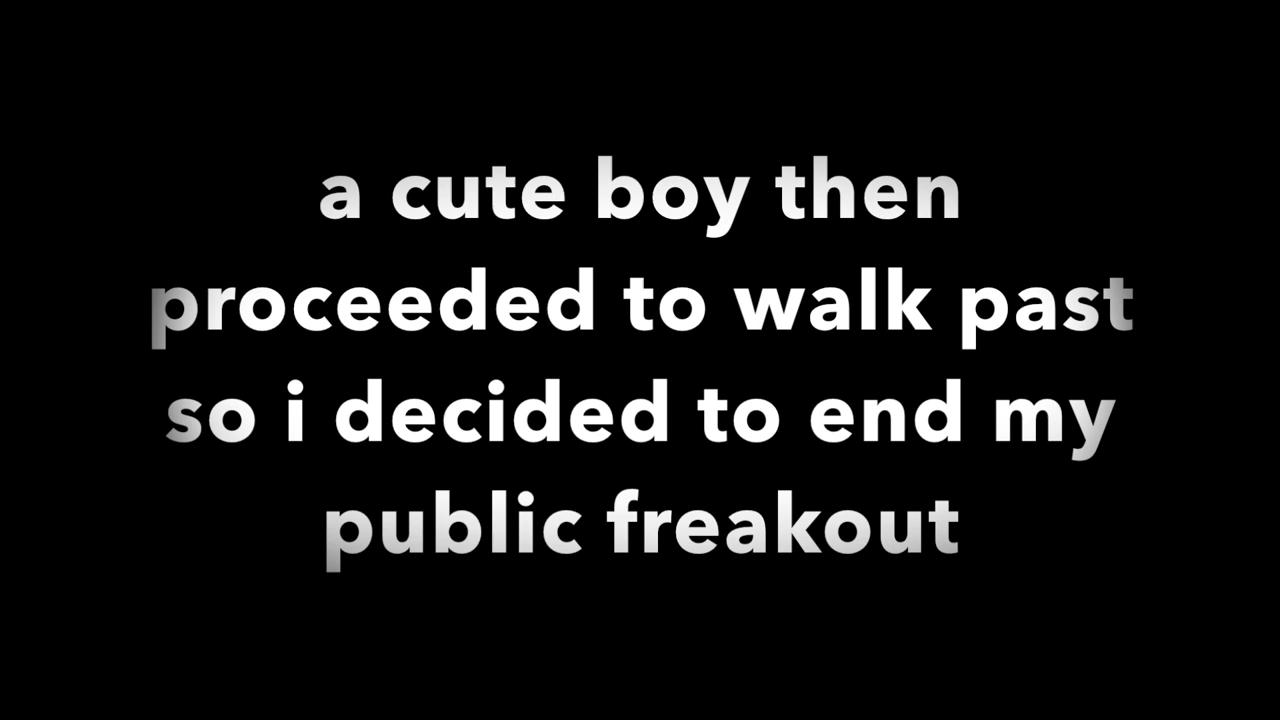 a cute boy then
proceeded to walk past
so i decided to end my
public freakout